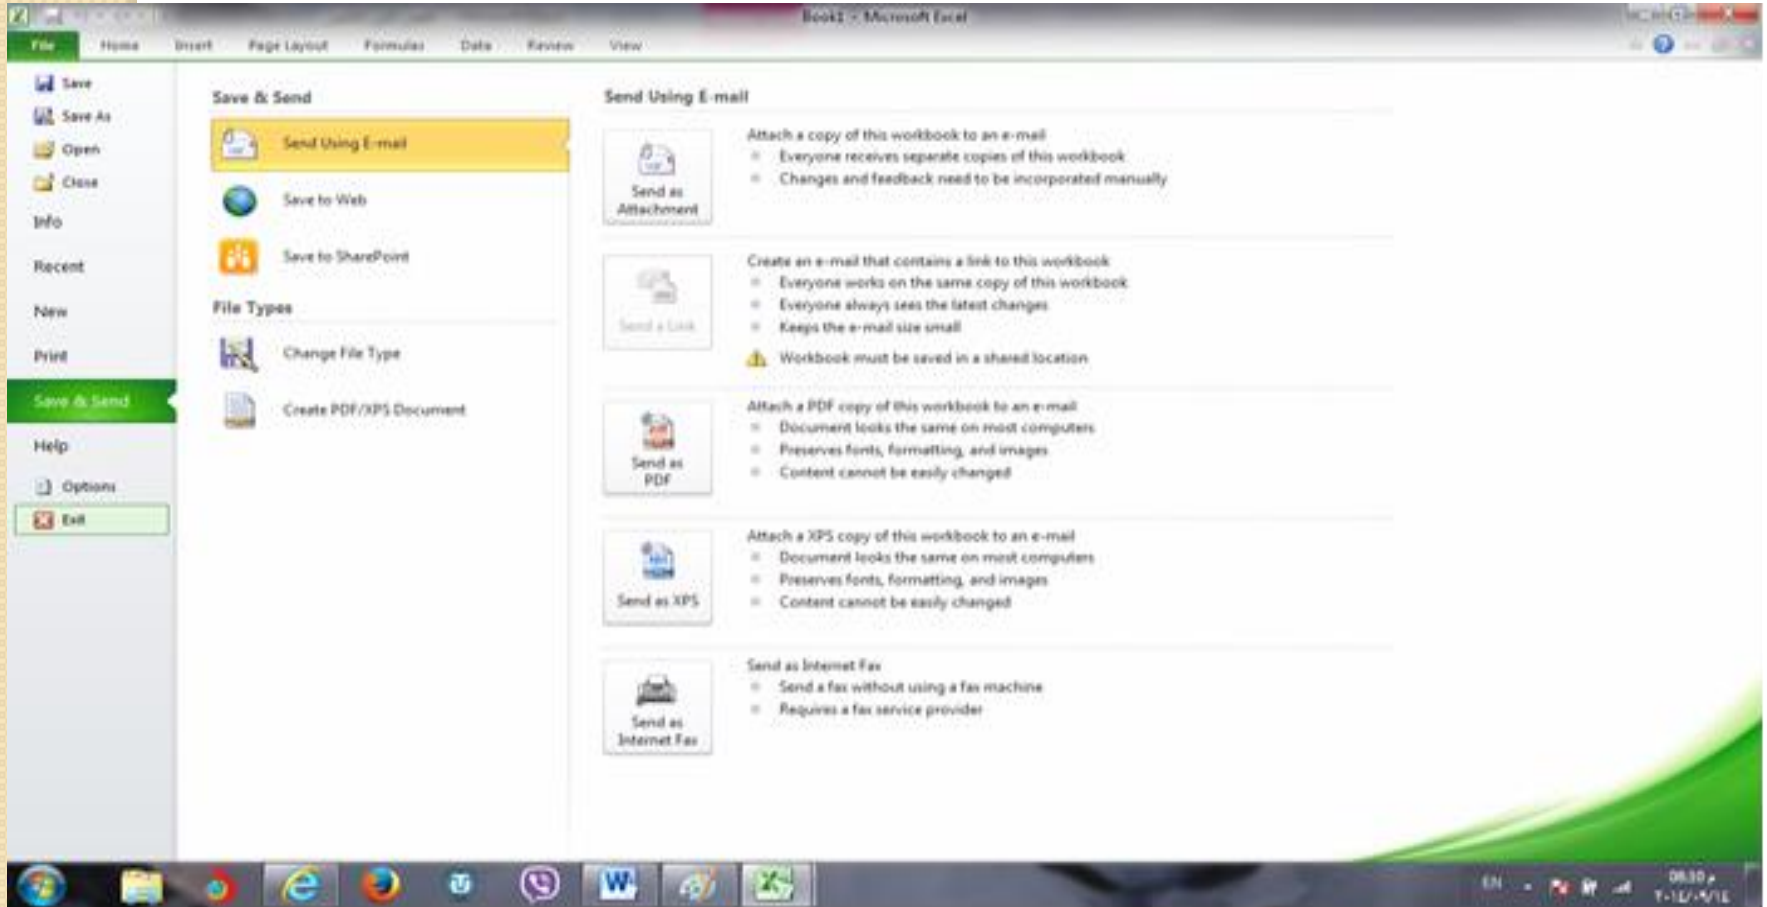 Book1 - Microsoft Excel
File Home Insert Page Layout Formulas Data Review View
Save
Save As
Open
Close
Info
Recent
New
Print
Save & Send
Help
Options
Exit
Save & Send
Send Using E-mail
Save to Web
Save to SharePoint
File Types
Change File Type
Create PDF/XPS Document
Send Using E-mail
Send as
Attachment
Attach a copy of this workbook to an e-mail
Everyone receives separate copies of this workbook
Changes and feedback need to be incorporated manually
Send a Link
Create an e-mail that contains a link to this workbook
Everyone works on the same copy of this workbook
Everyone always sees the latest changes
Keeps the e-mail size small
Workbook must be saved in a shared location
Send as
PDF
Attach a PDF copy of this workbook to an e-mail
Document looks the same on most computers
Preserves fonts, formatting, and images
Content cannot be easily changed
Send as XPS
Attach a XPS copy of this workbook to an e-mail
Document looks the same on most computers
Preserves fonts, formatting, and images
Content cannot be easily changed
Send as
Internet Fax
Send as Internet Fax
Send a fax without using a fax machine
Requires a fax service provider
EN